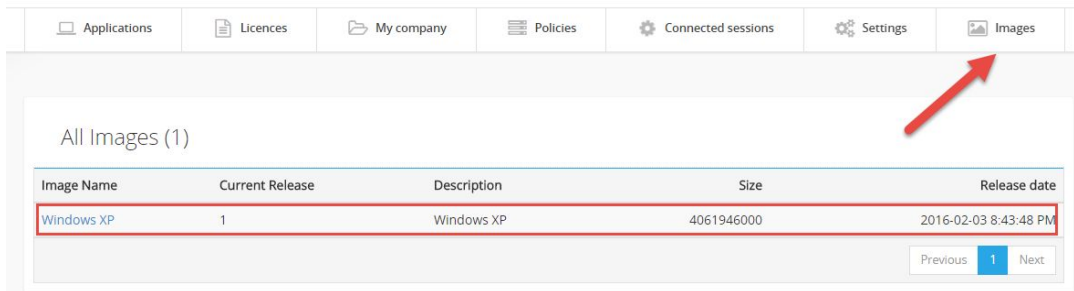 Applications Licences My company Policies Connected sessions Settings Images
All Images (1)
Image Name Current Release Description Size Release date
Windows XP 1 Windows XP 4061946000 2016-02-03 8:43:48 PM
Previous 1 Next